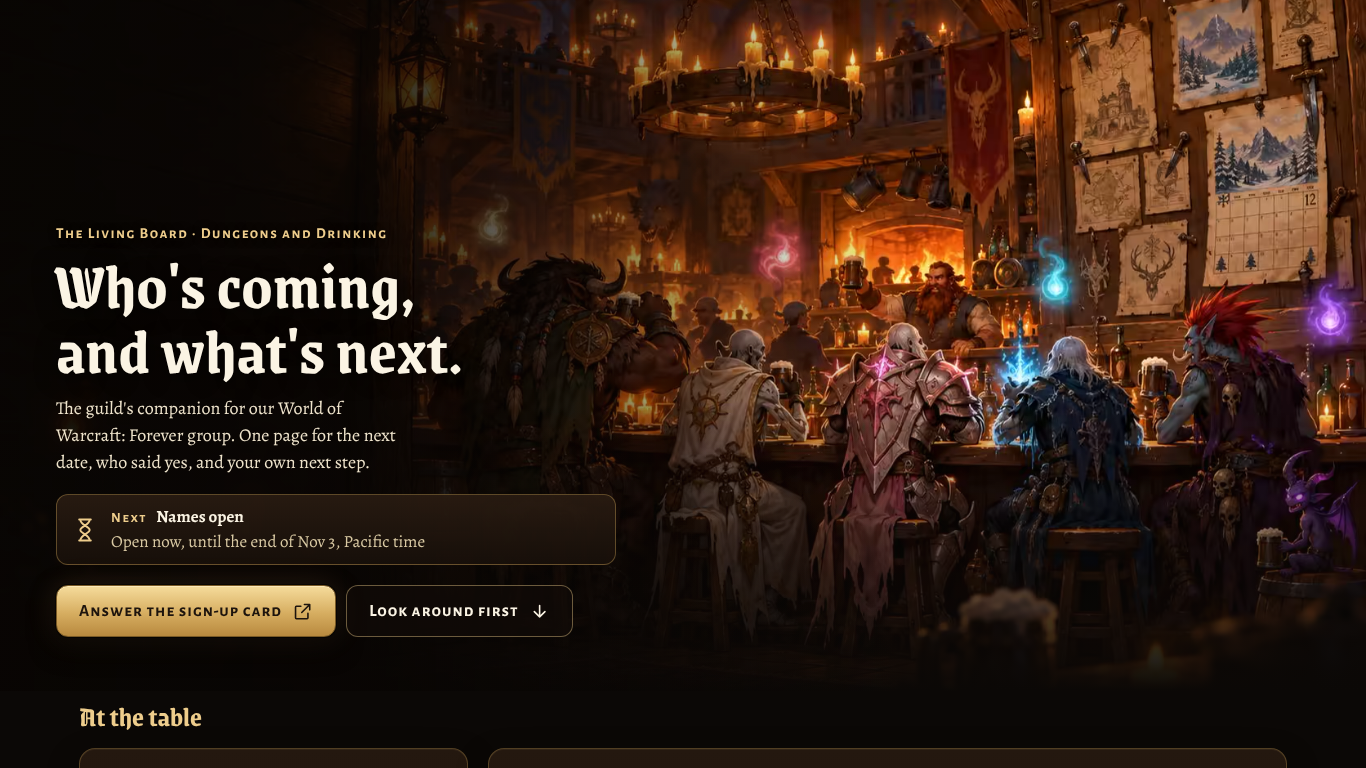 The Living Board · Dungeons and Drinking
Who's coming,
and what's next.
The guild's companion for our World of
Warcraft: Forever group. One page for the next
date, who said yes, and your own next step.
Next Names open
Open now, until the end of Nov 3, Pacific time
Answer the sign-up card
Look around first
At the table
12